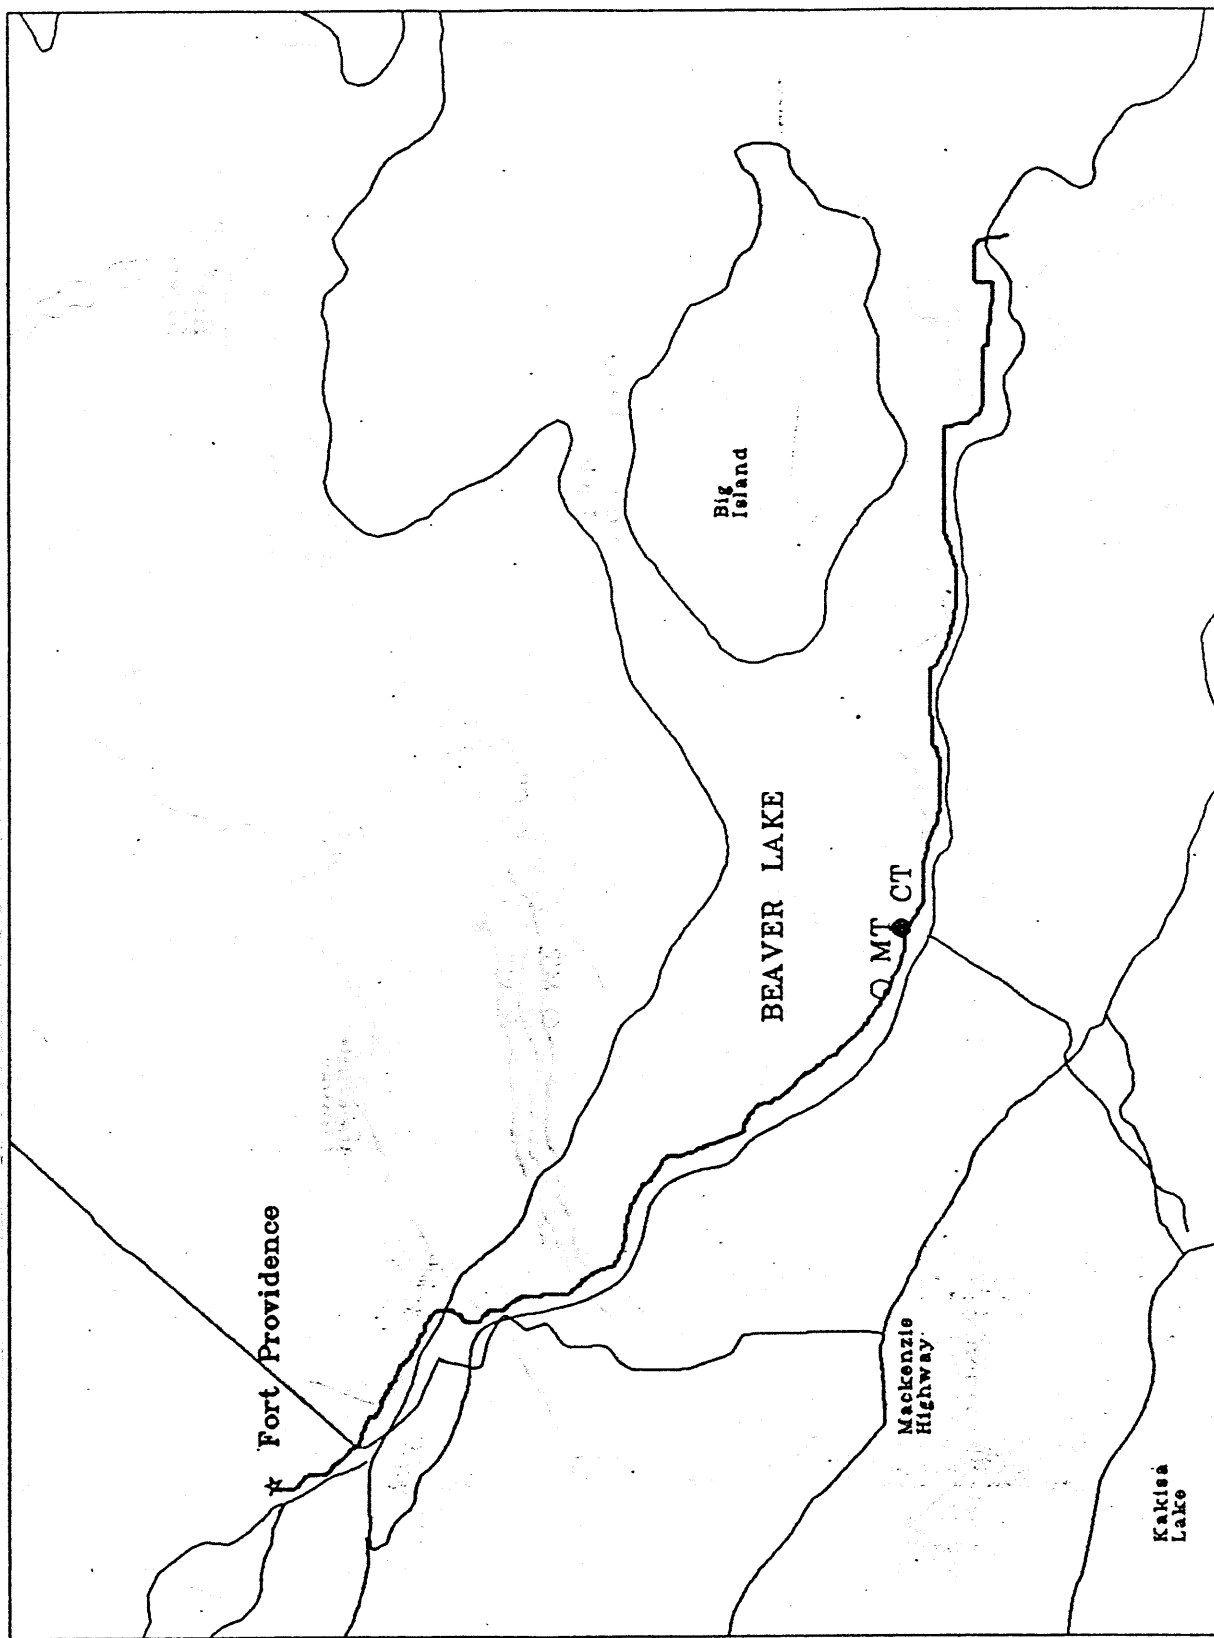 Fort Providence
BEAVER LAKE
MT
CT
Big
Island
Mackenzie
Highway
Kakisa
Lake